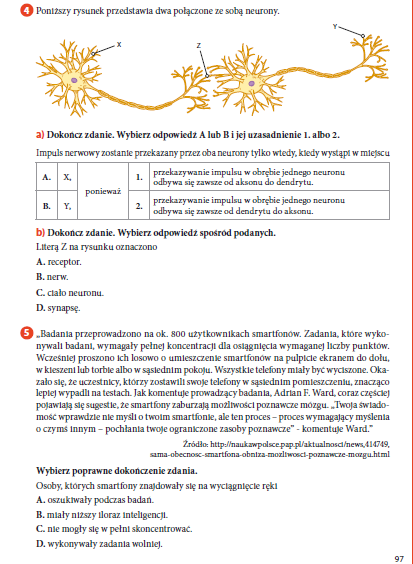 4 Poniższy rysunek przedstawia dwa połączone ze sobą neurony.
X
Z
Y
a) Dokończ zdanie. Wybierz odpowiedź A lub B i jej uzasadnienie 1. albo 2.
Impuls nerwowy zostanie przekazany przez oba neurony tylko wtedy, kiedy wystąpi w miejscu
A. X, ponieważ 1. przekazywanie impulsu w obrębie jednego neuronu
odbywa się zawsze od aksonu do dendrytu.
B. Y, 2. przekazywanie impulsu w obrębie jednego neuronu
odbywa się zawsze od dendrytu do aksonu.
b) Dokończ zdanie. Wybierz odpowiedź spośród podanych.
Literą Z na rysunku oznaczono
A. receptor.
B. nerw.
C. ciało neuronu.
D. synapsę.
5 „Badania przeprowadzono na ok. 800 użytkownikach smartfonów. Zadania, które wyko-
nywali badani, wymagały pełnej koncentracji dla osiągnięcia wymaganej liczby punktów.
Wcześniej proszono ich losowo o umieszczenie smartfonów na pulpicie ekranem do dołu,
w kieszeni lub torbie albo w sąsiednim pokoju. Wszystkie telefony miały być wyciszone. Oka-
zało się, że uczestnicy, którzy zostawili swoje telefony w sąsiednim pomieszczeniu, znacząco
lepiej wypadli na testach. Jak komentuje prowadzący badania, Adrian F. Ward, coraz częściej
pojawiają się sugestie, że smartfony zaburzają możliwości poznawcze mózgu. „Twoja świado-
mość wprawdzie nie myśli o twoim smartfonie, ale ten proces – proces wymagający myślenia
o czymś innym – pochłania twoje ograniczone zasoby poznawcze” - komentuje Ward.”
Źródło: http://naukawpolsce.pap.pl/aktualnosci/news,414749,
sama-obecnosc-smartfona-obniza-mozliwosci-poznawcze-mozgu.html
Wybierz poprawne dokończenie zdania.
Osoby, których smartfony znajdowały się na wyciągnięcie ręki
A. oszukiwały podczas badań.
B. miały niższy iloraz inteligencji.
C. nie mogły się w pełni skoncentrować.
D. wykonywały zadania wolniej.
97